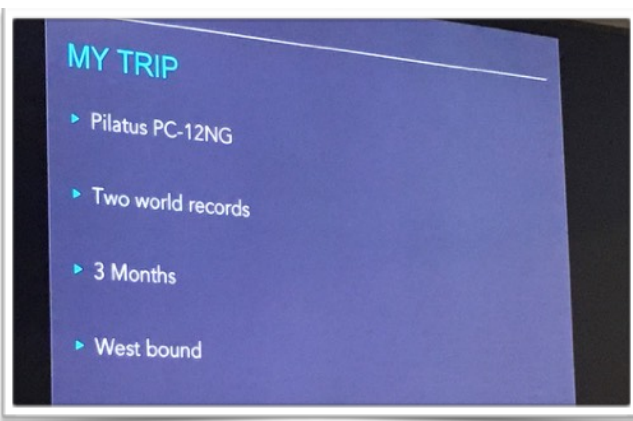 MY TRIP
Pilatus PC-12NG
Two world records
3 Months
West bound